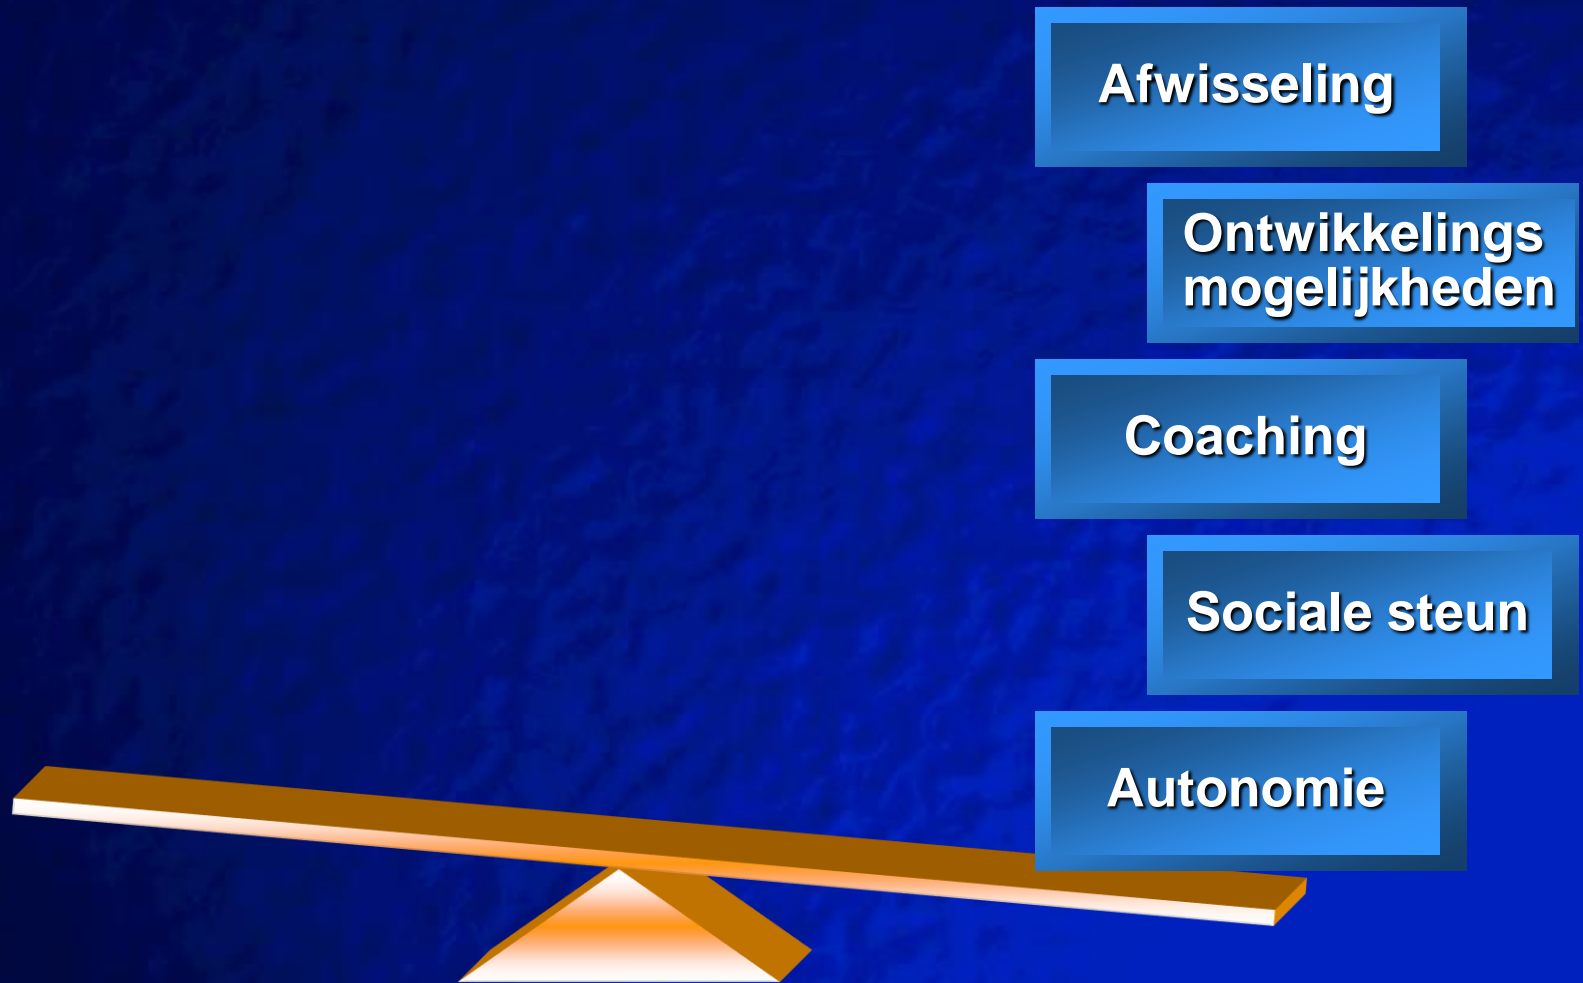 Afwisseling
Ontwikkelings
mogelijkheden
Coaching
Sociale steun
Autonomie